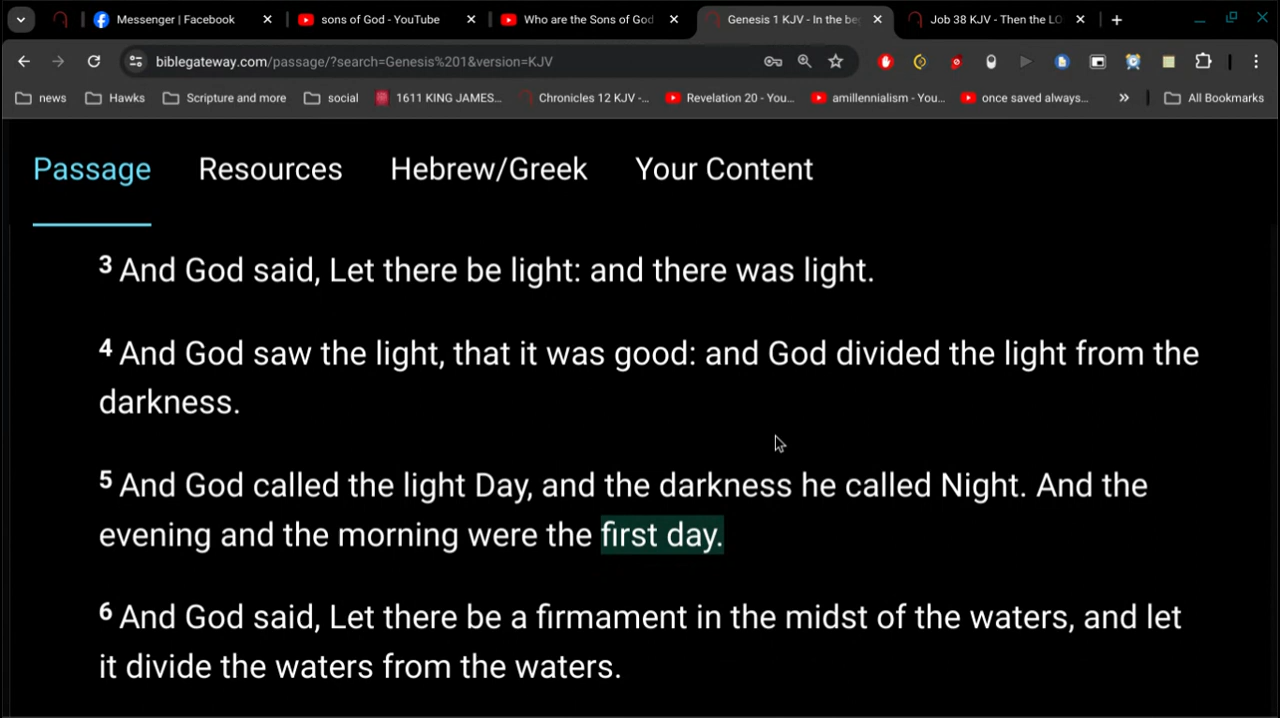 Messenger | Facebook
sons of God - YouTube
Who are the Sons of God
Genesis 1 KJV - In the be
Job 38 KJV - Then the LO
biblegateway.com/passage/?search=Genesis%201&version=KJV
news
Hawks
Scripture and more
social
1611 KING JAMES...
Chronicles 12 KJV -...
Revelation 20 - You...
amillennialism - You...
once saved always...
»
All Bookmarks
Passage
Resources
Hebrew/Greek
Your Content
3 And God said, Let there be light: and there was light.
4 And God saw the light, that it was good: and God divided the light from the
darkness.
5 And God called the light Day, and the darkness he called Night. And the
evening and the morning were the first day.
6 And God said, Let there be a firmament in the midst of the waters, and let
it divide the waters from the waters.